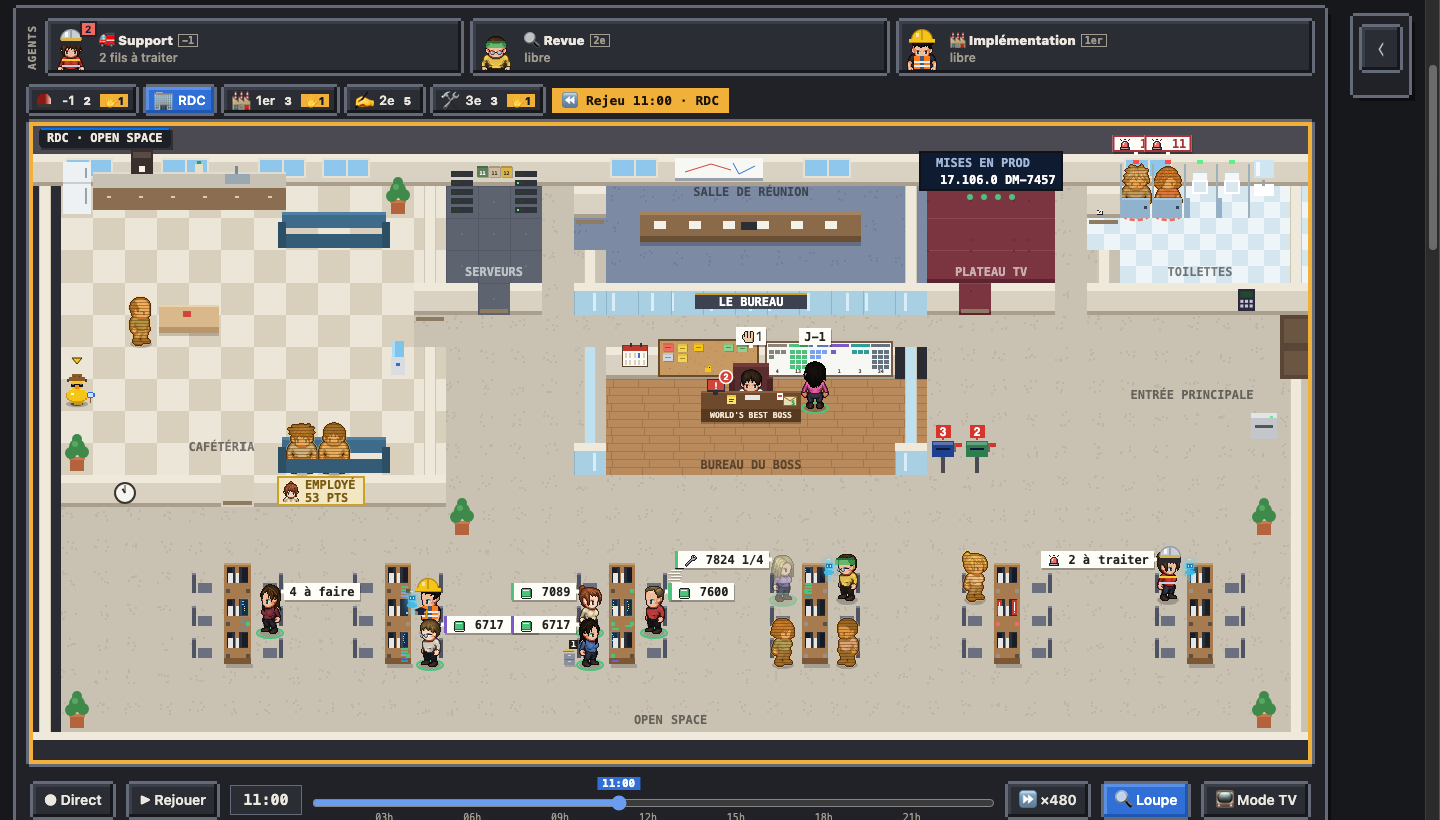 AGENTS
2
Support -1
2 fils à traiter
Revue 2e
libre
Implémentation 1er
libre
-1 2 1
RDC
1er 3 1
2e 5
3e 3 1
Rejeu 11:00 · RDC
RDC · OPEN SPACE
11
MISES EN PROD
17.106.0 DM-7457
11 11 12
SALLE DE RÉUNION
SERVEURS
PLATEAU TV
TOILETTES
LE BUREAU
1
J-1
2
WORLD'S BEST BOSS
ENTRÉE PRINCIPALE
3 2
CAFÉTÉRIA
BUREAU DU BOSS
EMPLOYÉ
53 PTS
7824 1/4
2 à traiter
4 à faire
7089
7600
6717
6717
1
OPEN SPACE
11:00
Direct
Rejouer
11:00
×480
Loupe
Mode TV
03h 06h 09h 12h 15h 18h 21h